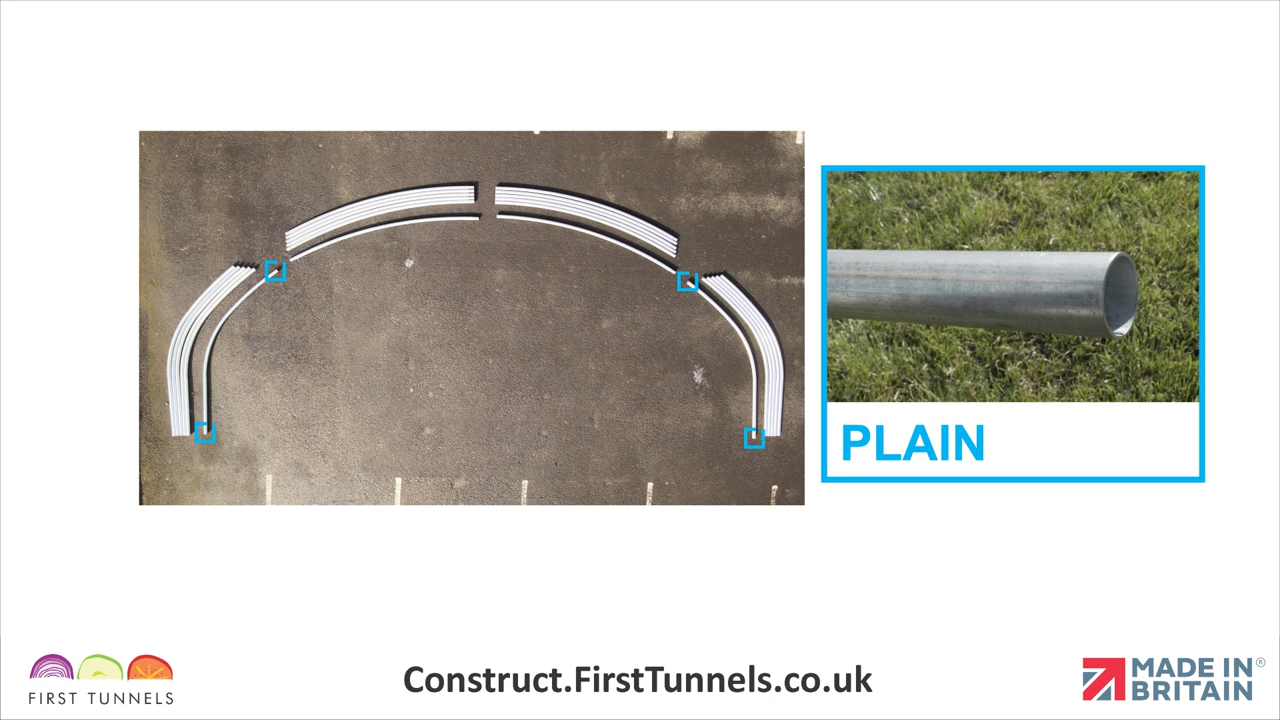 PLAIN
FIRST TUNNELS
Construct.FirstTunnels.co.uk
MADE IN®
BRITAIN